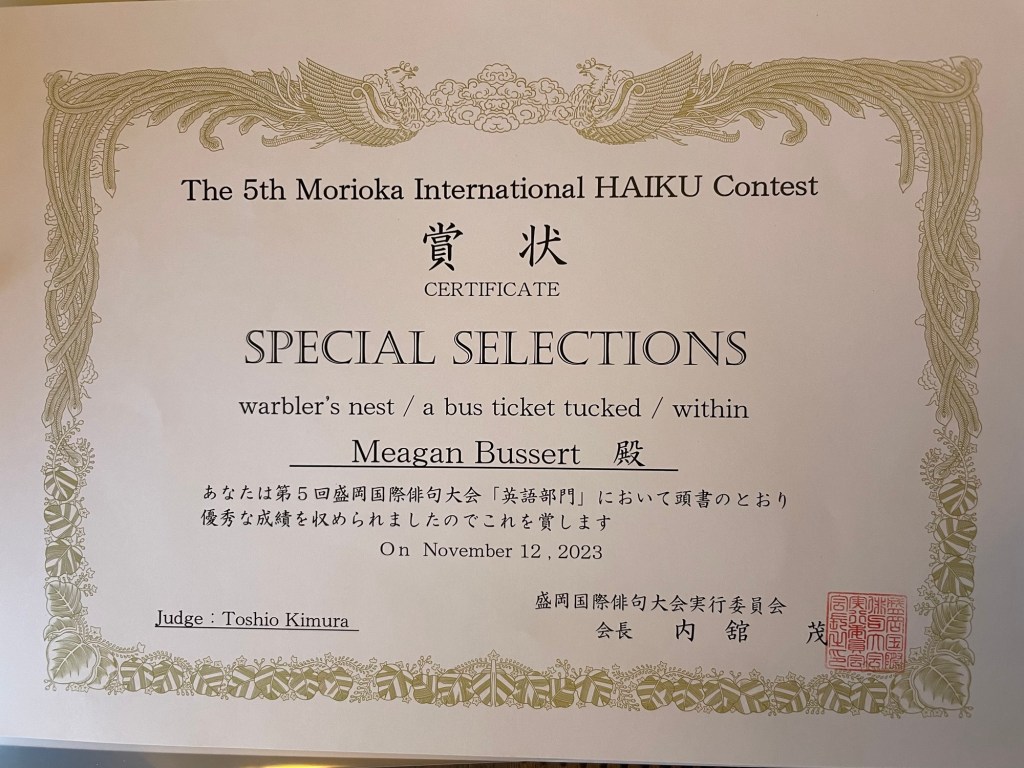 The 5th Morioka International HAIKU Contest
賞 状
CERTIFICATE
SPECIAL SELECTIONS
warbler's nest / a bus ticket tucked / within
Meagan Bussert 殿
あなたは第5回盛岡国際俳句大会「英語部門」において頭書のとおり
優秀な成績を収められましたのでこれを賞します
On November 12 , 2023
盛岡国際俳句大会実行委員会
Judge : Toshio Kimura
会長 内 舘 茂